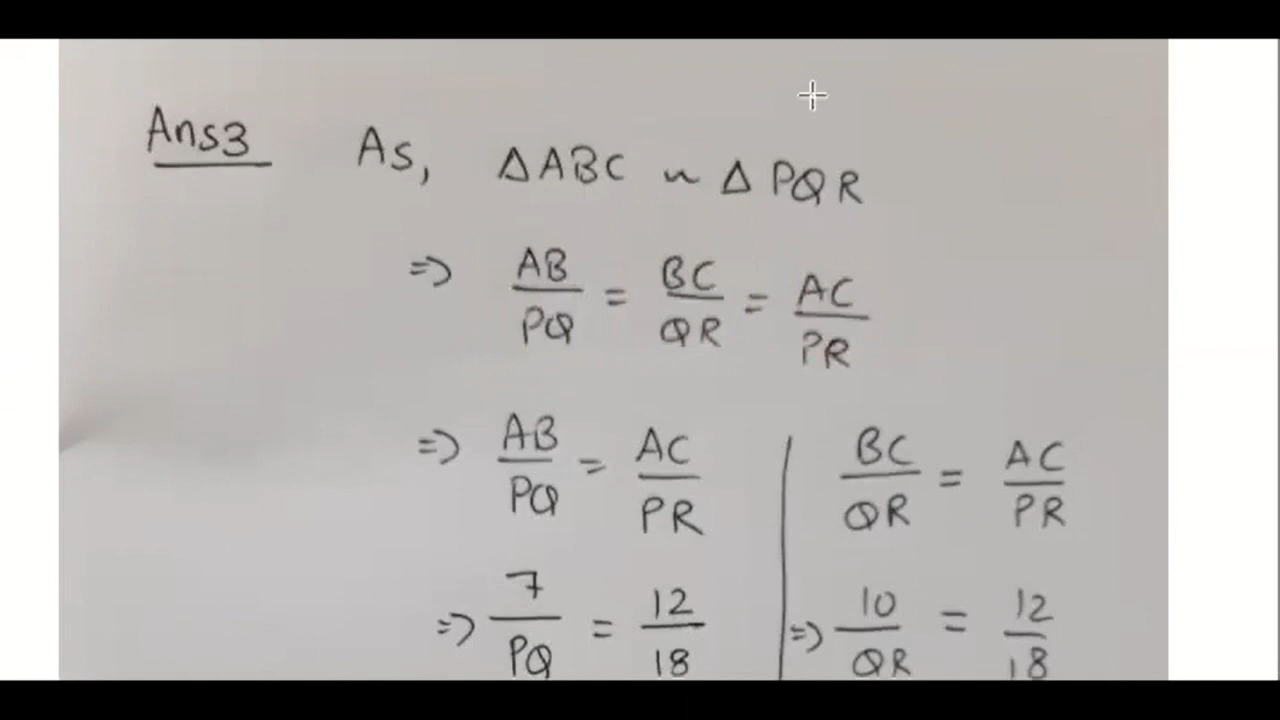 Ans3 As, ΔABC ~ Δ PQR
=> AB/PQ = BC/QR = AC/PR
=> AB/PQ = AC/PR | BC/QR = AC/PR
=> 7/PQ = 12/18 | => 10/QR = 12/18